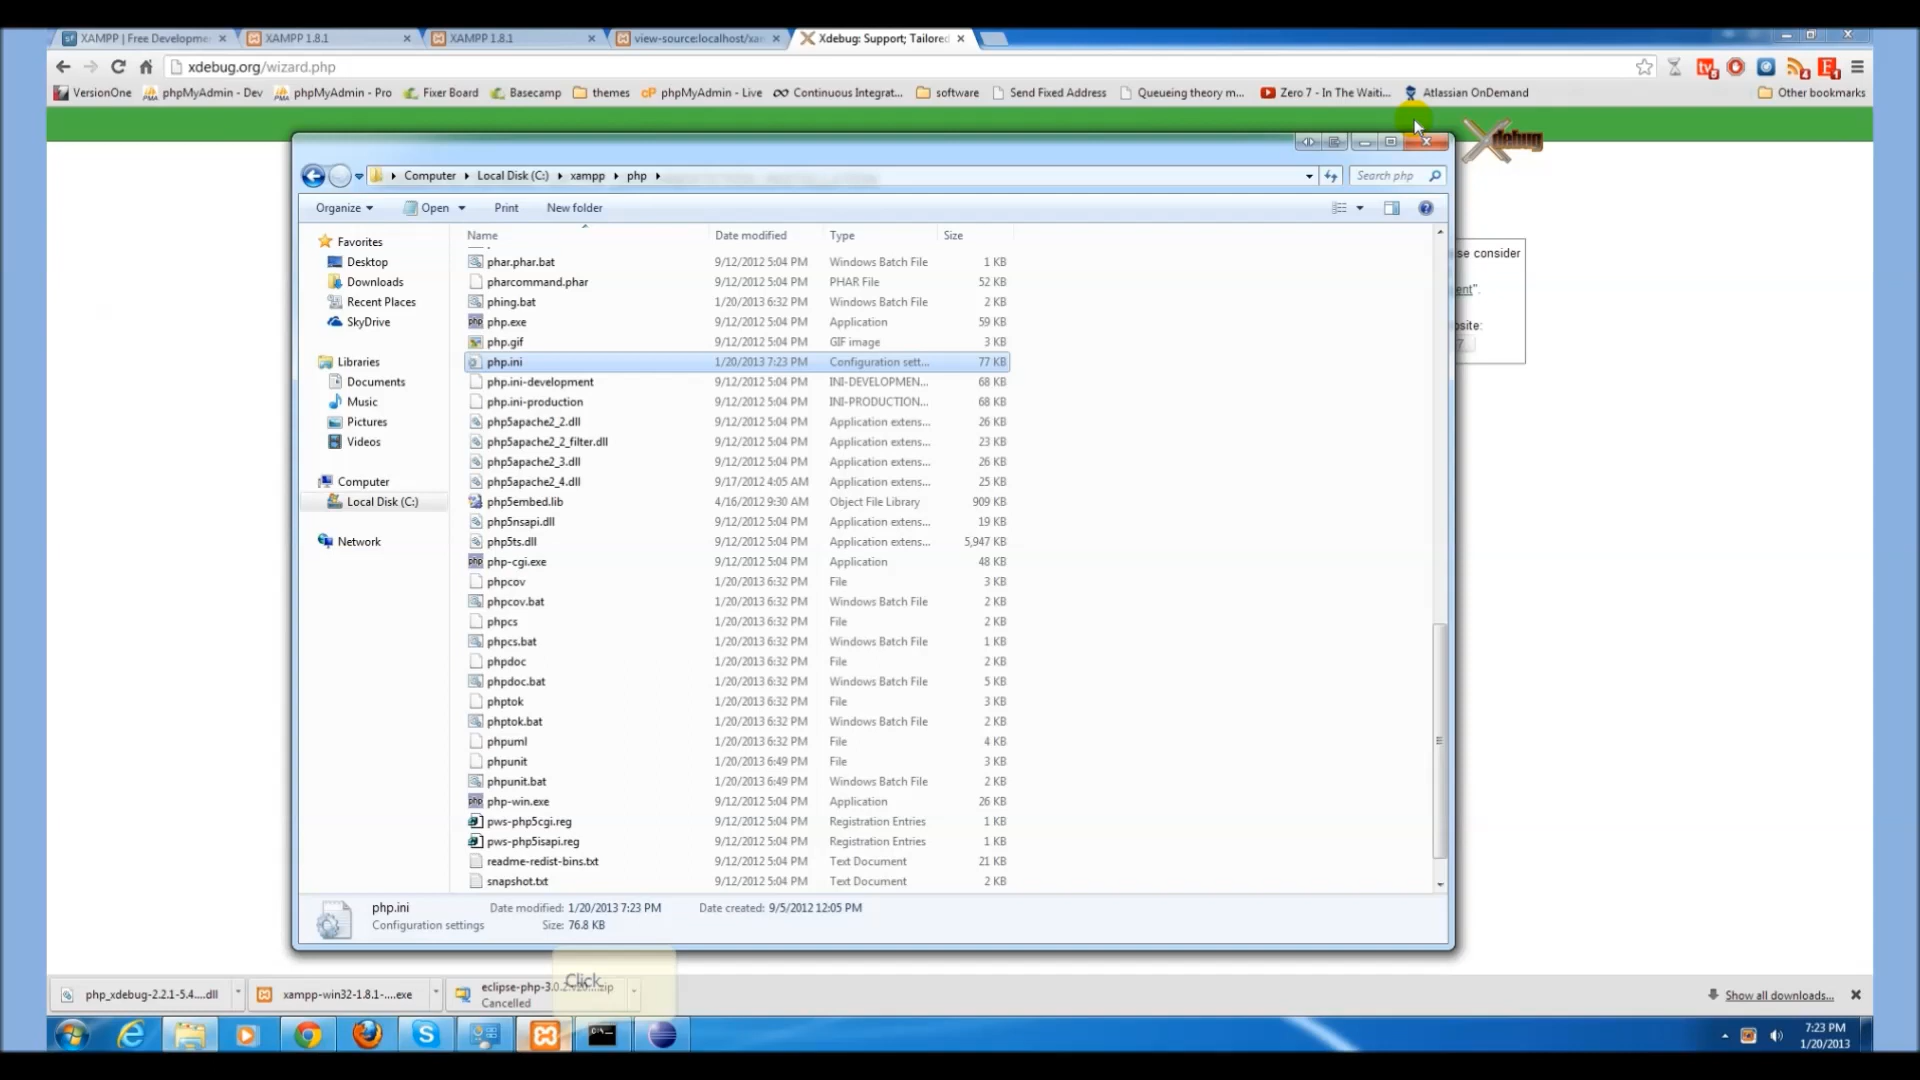 XAMPP | Free Developme
XAMPP 1.8.1
XAMPP 1.8.1
view-source:localhost/xam
Xdebug: Support; Tailored
xdebug.org/wizard.php
VersionOne
phpMyAdmin - Dev
phpMyAdmin - Pro
Fixer Board
Basecamp
themes
phpMyAdmin - Live
Continuous Integrat...
software
Send Fixed Address
Queueing theory m...
Zero 7 - In The Waiti...
Atlassian OnDemand
Other bookmarks
debug
Computer
Local Disk (C:)
xampp
php
Search php
Organize
Open
Print
New folder
Name Date modified Type Size
Favorites
Desktop
Downloads
Recent Places
SkyDrive
Libraries
Documents
Music
Pictures
Videos
Computer
Local Disk (C:)
Network
phar.phar.bat 9/12/2012 5:04 PM Windows Batch File 1 KB
pharcommand.phar 9/12/2012 5:04 PM PHAR File 52 KB
phing.bat 1/20/2013 6:32 PM Windows Batch File 2 KB
php.exe 9/12/2012 5:04 PM Application 59 KB
php.gif 9/12/2012 5:04 PM GIF image 3 KB
php.ini 1/20/2013 7:23 PM Configuration sett... 77 KB
php.ini-development 9/12/2012 5:04 PM INI-DEVELOPMEN... 68 KB
php.ini-production 9/12/2012 5:04 PM INI-PRODUCTION... 68 KB
php5apache2_2.dll 9/12/2012 5:04 PM Application extens... 26 KB
php5apache2_2_filter.dll 9/12/2012 5:04 PM Application extens... 23 KB
php5apache2_3.dll 9/12/2012 5:04 PM Application extens... 26 KB
php5apache2_4.dll 9/17/2012 4:05 AM Application extens... 25 KB
php5embed.lib 4/16/2012 9:30 AM Object File Library 909 KB
php5nsapi.dll 9/12/2012 5:04 PM Application extens... 19 KB
php5ts.dll 9/12/2012 5:04 PM Application extens... 5,947 KB
php-cgi.exe 9/12/2012 5:04 PM Application 48 KB
phpcov 1/20/2013 6:32 PM File 3 KB
phpcov.bat 1/20/2013 6:32 PM Windows Batch File 2 KB
phpcs 1/20/2013 6:32 PM File 2 KB
phpcs.bat 1/20/2013 6:32 PM Windows Batch File 1 KB
phpdoc 1/20/2013 6:32 PM File 2 KB
phpdoc.bat 1/20/2013 6:32 PM Windows Batch File 5 KB
phptok 1/20/2013 6:32 PM File 3 KB
phptok.bat 1/20/2013 6:32 PM Windows Batch File 2 KB
phpuml 1/20/2013 6:32 PM File 4 KB
phpunit 1/20/2013 6:49 PM File 3 KB
phpunit.bat 1/20/2013 6:49 PM Windows Batch File 2 KB
php-win.exe 9/12/2012 5:04 PM Application 26 KB
pws-php5cgi.reg 9/12/2012 5:04 PM Registration Entries 1 KB
pws-php5isapi.reg 9/12/2012 5:04 PM Registration Entries 1 KB
readme-redist-bins.txt 9/12/2012 5:04 PM Text Document 21 KB
snapshot.txt 9/12/2012 5:04 PM Text Document 2 KB
se consider
ent".
bsite:
php.ini Date modified: 1/20/2013 7:23 PM Date created: 9/5/2012 12:05 PM
Configuration settings Size: 76.8 KB
Click
php_xdebug-2.2.1-5.4....dll
xampp-win32-1.8.1-....exe
eclipse-php-3.0.2.v20...zip
Cancelled
Show all downloads...
7:23 PM
1/20/2013